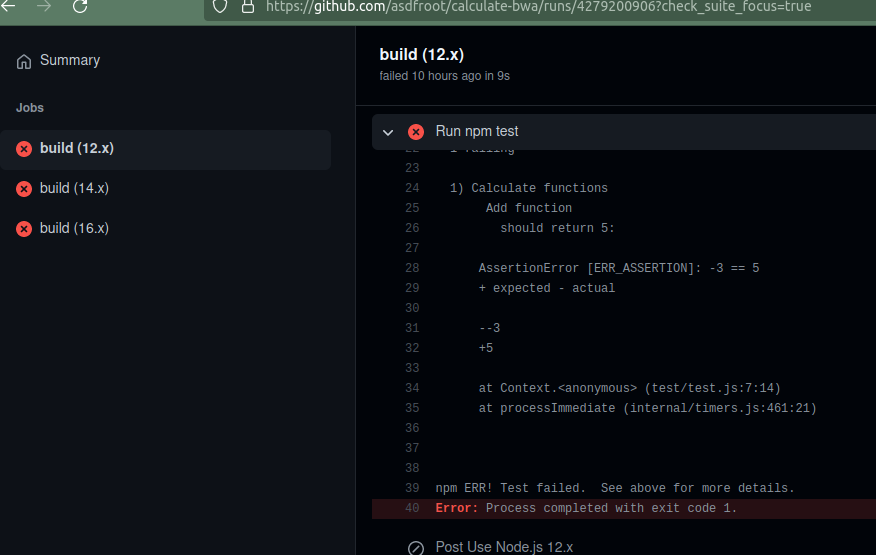 https://github.com/asdfroot/calculate-bwa/runs/4279200906?check_suite_focus=true
Summary
Jobs
build (12.x)
build (14.x)
build (16.x)
build (12.x)
failed 10 hours ago in 9s
Run npm test
22 1 failing
23
24 1) Calculate functions
25 Add function
26 should return 5:
27
28 AssertionError [ERR_ASSERTION]: -3 == 5
29 + expected - actual
30
31 --3
32 +5
33
34 at Context.<anonymous> (test/test.js:7:14)
35 at processImmediate (internal/timers.js:461:21)
36
37
38
39 npm ERR! Test failed.  See above for more details.
40 Error: Process completed with exit code 1.
Post Use Node.js 12.x